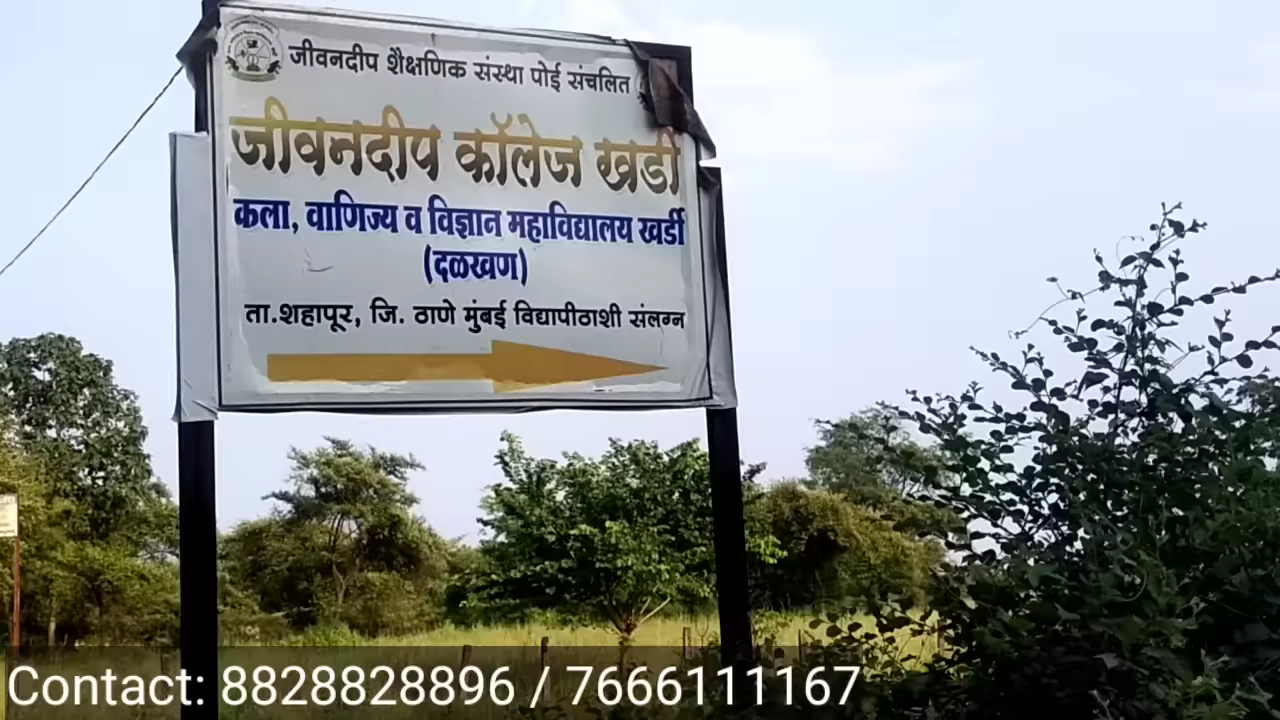 जीवनदीप शैक्षणिक संस्था पोई संचलित
जीवनदीप कॉलेज खर्डी
कला, वाणिज्य व विज्ञान महाविद्यालय खर्डी
(दळखण)
ता.शहापूर, जि. ठाणे मुंबई विद्यापीठाशी संलग्न
Contact: 8828828896 / 7666111167